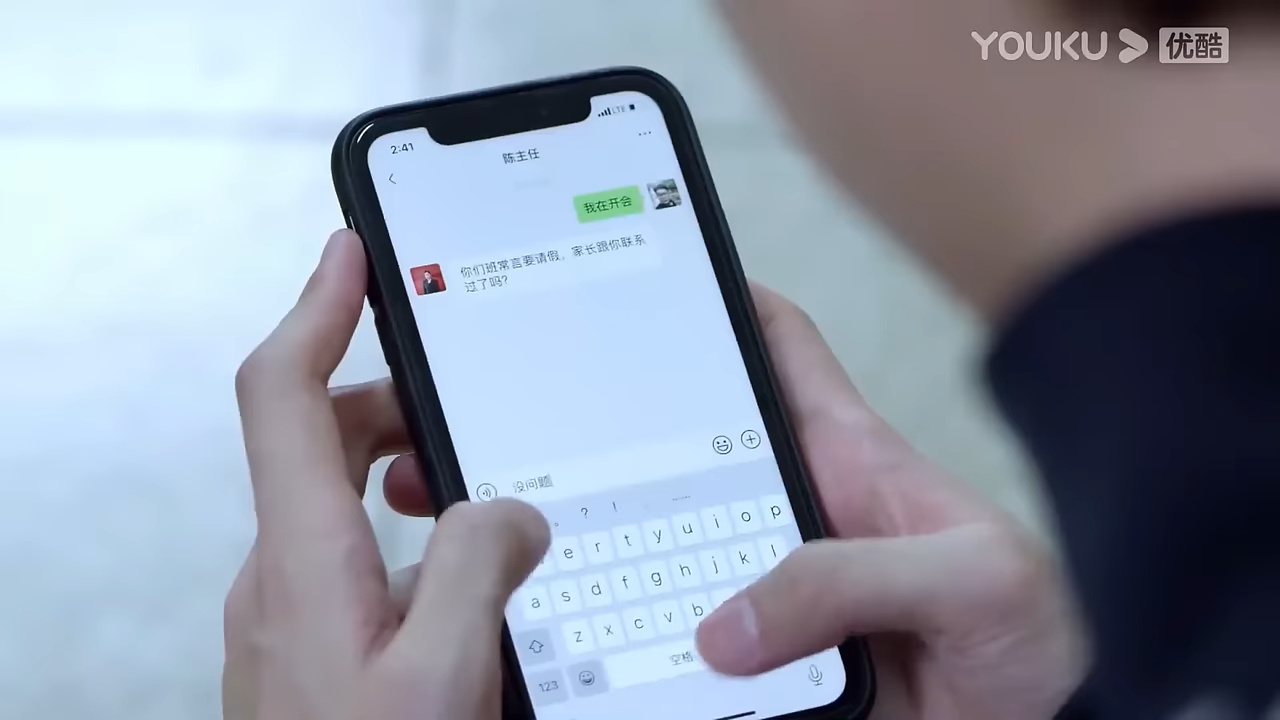 YOUKU 优酷
2:41
LTE
陈主任
我在开会
你们班常言要请假，家长跟你联系
过了吗？
没问题
。 ? !
e r t y u i o p
a s d f g h j k l
z x c v b
123 空格